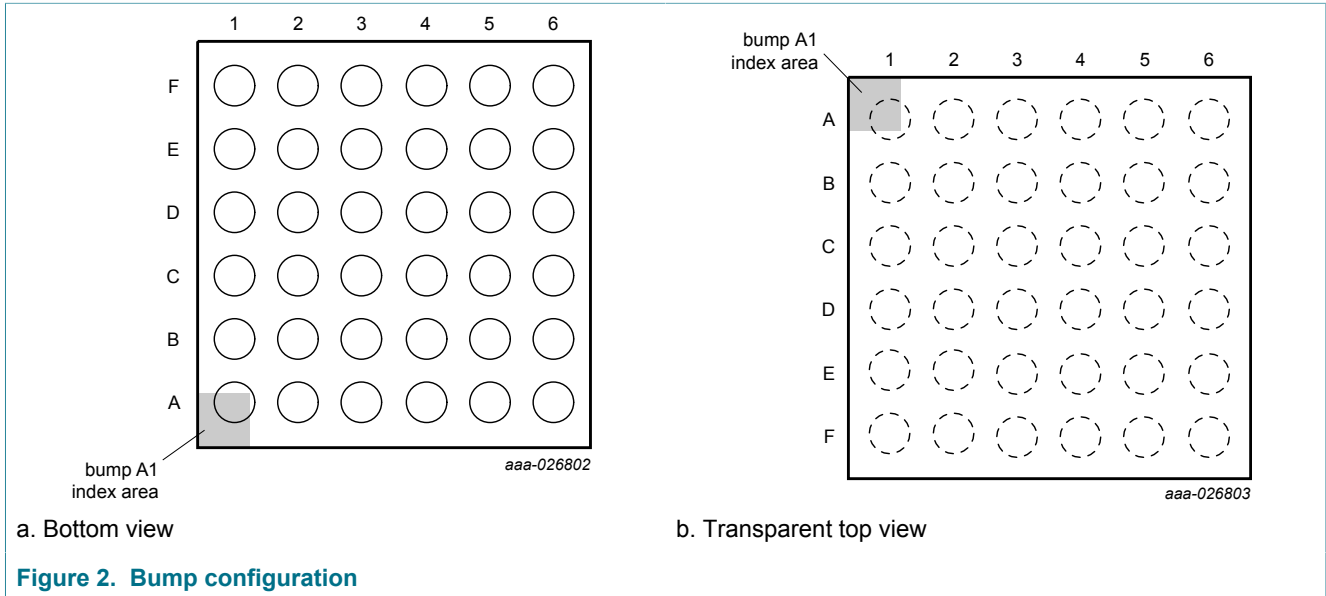 1 2 3 4 5 6
F
E
D
C
B
A
bump A1
index area
aaa-026802
a. Bottom view
bump A1
index area
1 2 3 4 5 6
A
B
C
D
E
F
aaa-026803
b. Transparent top view
Figure 2. Bump configuration